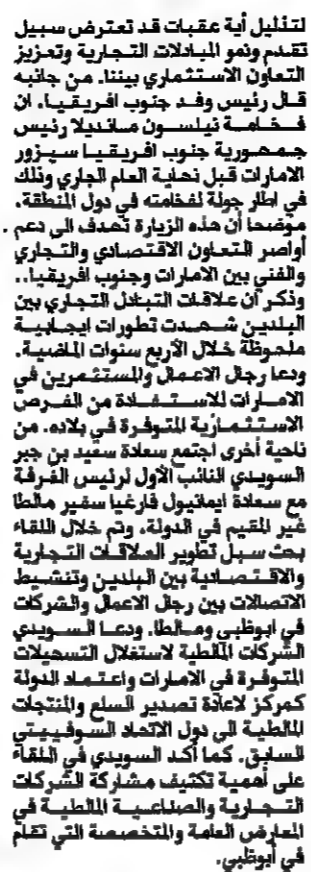 لتذليل أية عقبات قد تعترض سبيل
تقدم ونمو المبادلات التجارية وتعزيز
التعاون الاستثماري بيننا. من جانبه
قال رئيس وفد جنوب افريقيا، ان
فخامة نيلسون مانديلا رئيس
جمهورية جنوب افريقيا سيزور
الامارات قبل نهاية العام الجاري وذلك
في اطار جولة لفخامته في دول المنطقة،
موضحا أن هذه الزيارة تهدف الى دعم
أواصر التعاون الاقتصادي والتجاري
والفني بين الامارات وجنوب افريقيا..
وذكر أن علاقات التبادل التجاري بين
البلدين شهدت تطورات ايجابية
ملحوظة خلال الأربع سنوات الماضية.
ودعا رجال الاعمال والمستثمرين في
الامارات للاستفادة من الفرص
الاستثمارية المتوفرة في بلاده. من
ناحية أخرى اجتمع سعادة سعيد بن جبر
السويدي النائب الأول لرئيس الغرفة
مع سعادة ايمانيول فارغيا سفير مالطا
غير المقيم في الدولة، وتم خلال اللقاء
بحث سبل تطوير العلاقات التجارية
والاقتصادية بين البلدين وتنشيط
الاتصالات بين رجال الاعمال والشركات
في ابوظبي ومالطا. ودعا السويدي
الشركات المالطية لاستغلال التسهيلات
المتوفرة في الامارات واعتماد الدولة
كمركز لاعادة تصدير السلع والمنتجات
المالطية الى دول الاتحاد السوفييتي
السابق. كما أكد السويدي في اللقاء
على أهمية تكثيف مشاركة الشركات
التجارية والصناعية المالطية في
المعارض العامة والمتخصصة التي تقام
في أبوظبي.